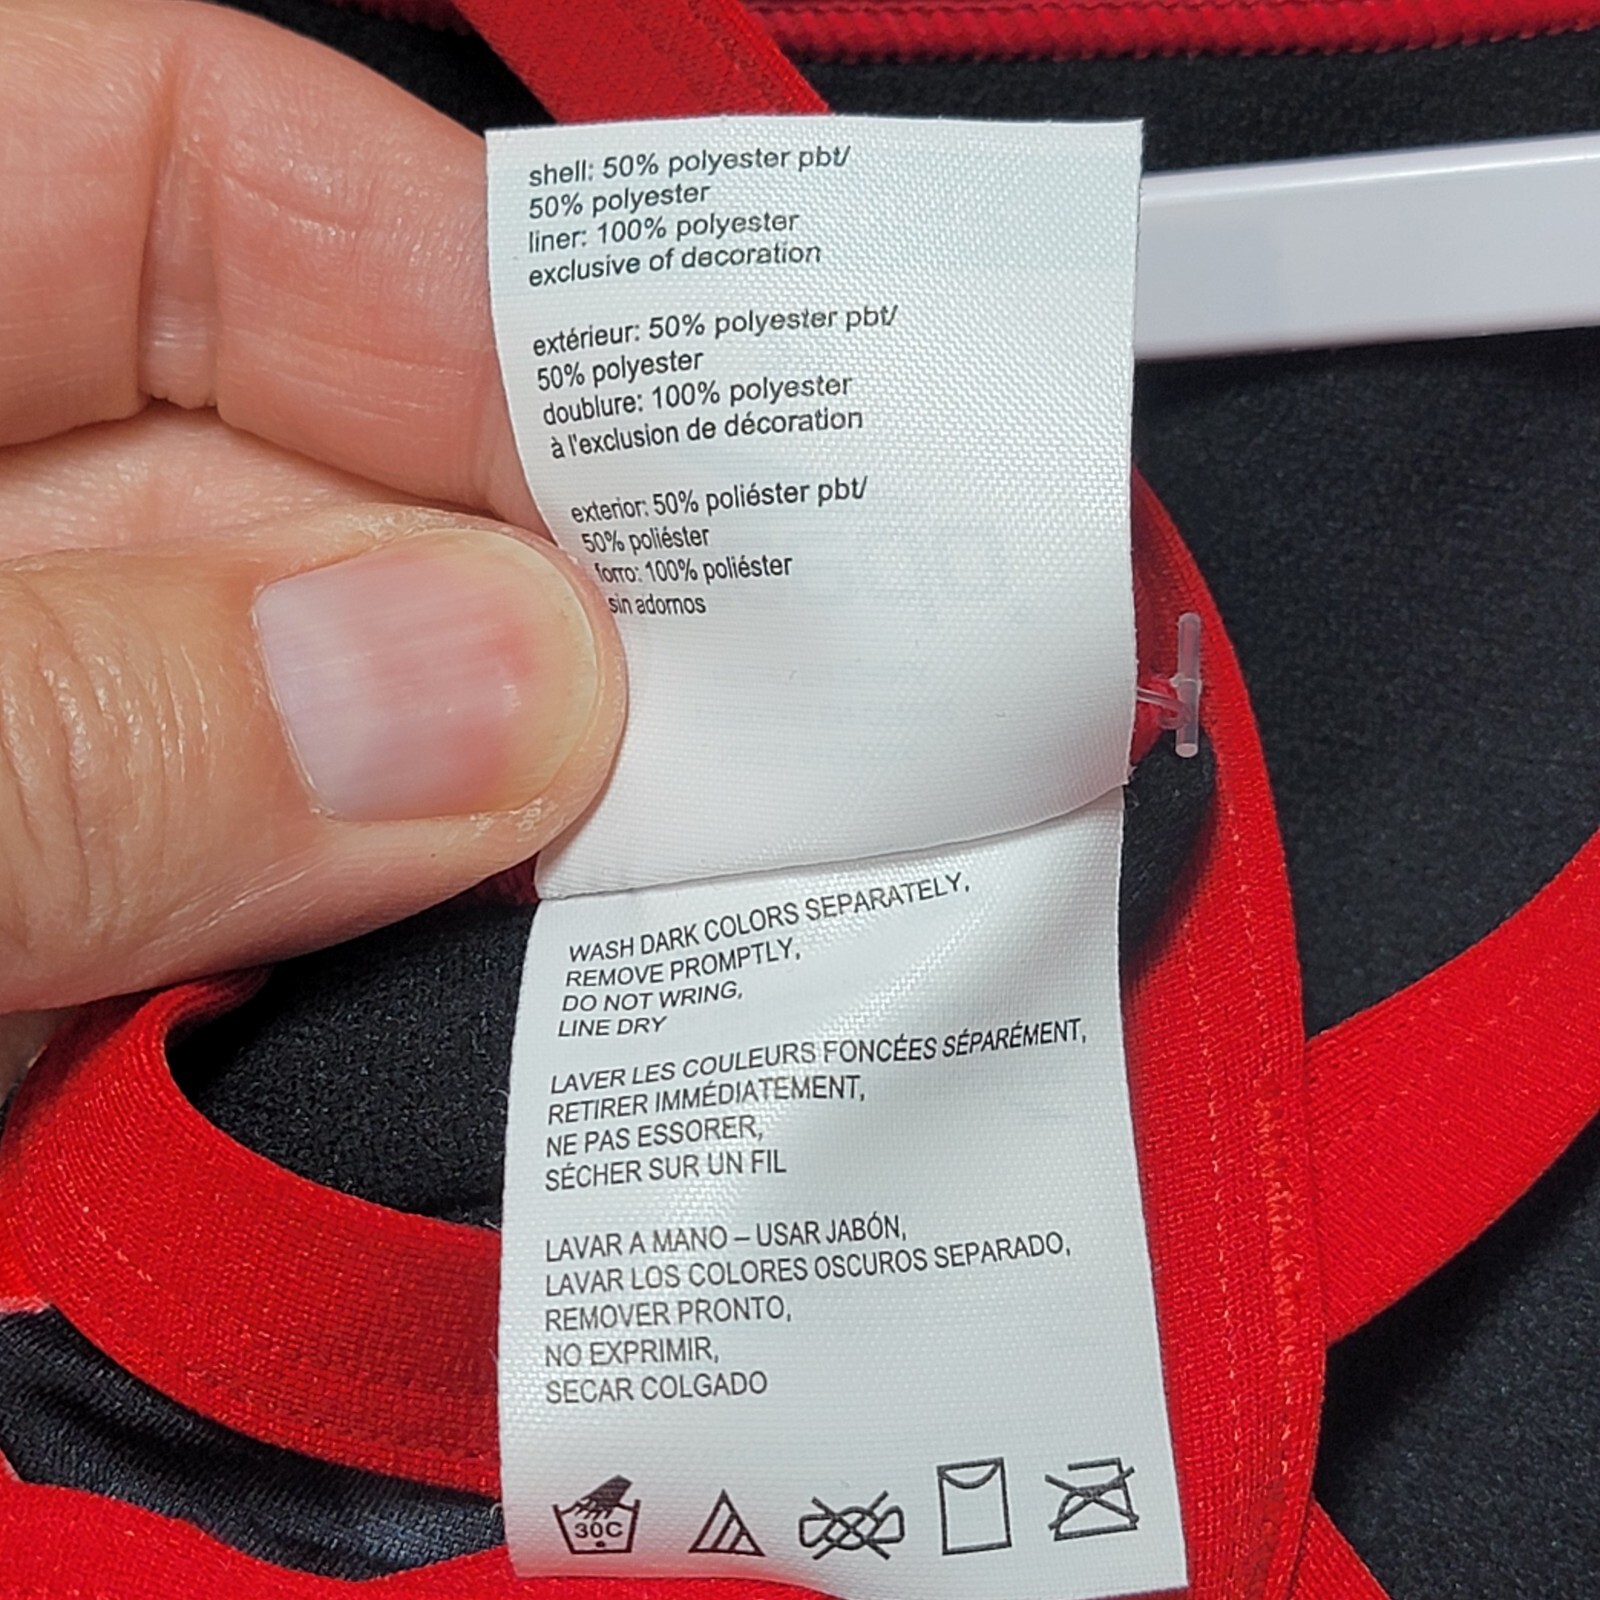 shell: 50% polyester pbt/
50% polyester
liner: 100% polyester
exclusive of decoration
extérieur: 50% polyester pbt/
50% polyester
doublure: 100% polyester
à l'exclusion de décoration
exterior: 50% poliéster pbt/
50% poliéster
forro: 100% poliéster
sin adornos
WASH DARK COLORS SEPARATELY,
REMOVE PROMPTLY,
DO NOT WRING,
LINE DRY
LAVER LES COULEURS FONCÉES SÉPARÉMENT,
RETIRER IMMÉDIATEMENT,
NE PAS ESSORER,
SÉCHER SUR UN FIL
LAVAR A MANO – USAR JABÓN,
LAVAR LOS COLORES OSCUROS SEPARADO,
REMOVER PRONTO,
NO EXPRIMIR,
SECAR COLGADO
30C